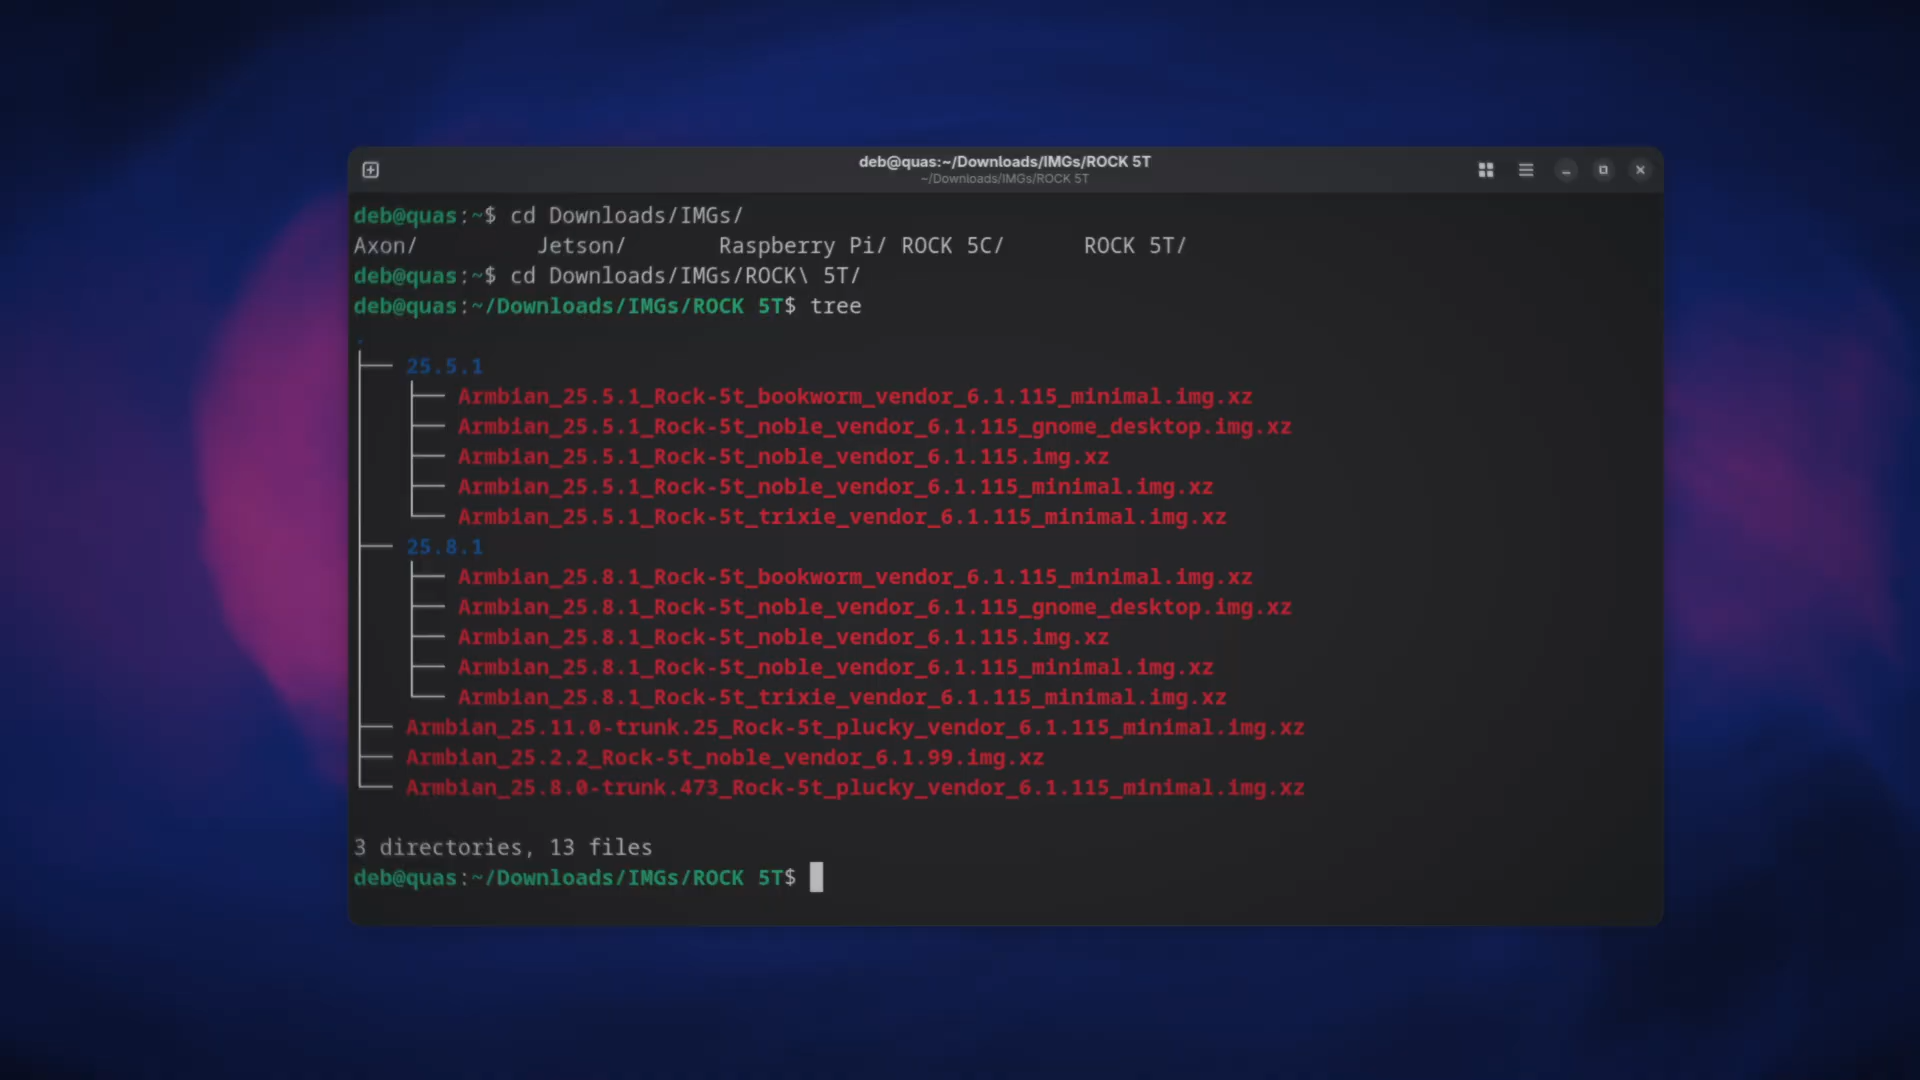 deb@quas:~/Downloads/IMGs/ROCK 5T
~/Downloads/IMGs/ROCK 5T
deb@quas:~$ cd Downloads/IMGs/
Axon/ Jetson/ Raspberry Pi/ ROCK 5C/ ROCK 5T/
deb@quas:~$ cd Downloads/IMGs/ROCK\ 5T/
deb@quas:~/Downloads/IMGs/ROCK 5T$ tree
.
├── 25.5.1
│   ├── Armbian_25.5.1_Rock-5t_bookworm_vendor_6.1.115_minimal.img.xz
│   ├── Armbian_25.5.1_Rock-5t_noble_vendor_6.1.115_gnome_desktop.img.xz
│   ├── Armbian_25.5.1_Rock-5t_noble_vendor_6.1.115.img.xz
│   ├── Armbian_25.5.1_Rock-5t_noble_vendor_6.1.115_minimal.img.xz
│   └── Armbian_25.5.1_Rock-5t_trixie_vendor_6.1.115_minimal.img.xz
├── 25.8.1
│   ├── Armbian_25.8.1_Rock-5t_bookworm_vendor_6.1.115_minimal.img.xz
│   ├── Armbian_25.8.1_Rock-5t_noble_vendor_6.1.115_gnome_desktop.img.xz
│   ├── Armbian_25.8.1_Rock-5t_noble_vendor_6.1.115.img.xz
│   ├── Armbian_25.8.1_Rock-5t_noble_vendor_6.1.115_minimal.img.xz
│   └── Armbian_25.8.1_Rock-5t_trixie_vendor_6.1.115_minimal.img.xz
├── Armbian_25.11.0-trunk.25_Rock-5t_plucky_vendor_6.1.115_minimal.img.xz
├── Armbian_25.2.2_Rock-5t_noble_vendor_6.1.99.img.xz
└── Armbian_25.8.0-trunk.473_Rock-5t_plucky_vendor_6.1.115_minimal.img.xz
3 directories, 13 files
deb@quas:~/Downloads/IMGs/ROCK 5T$